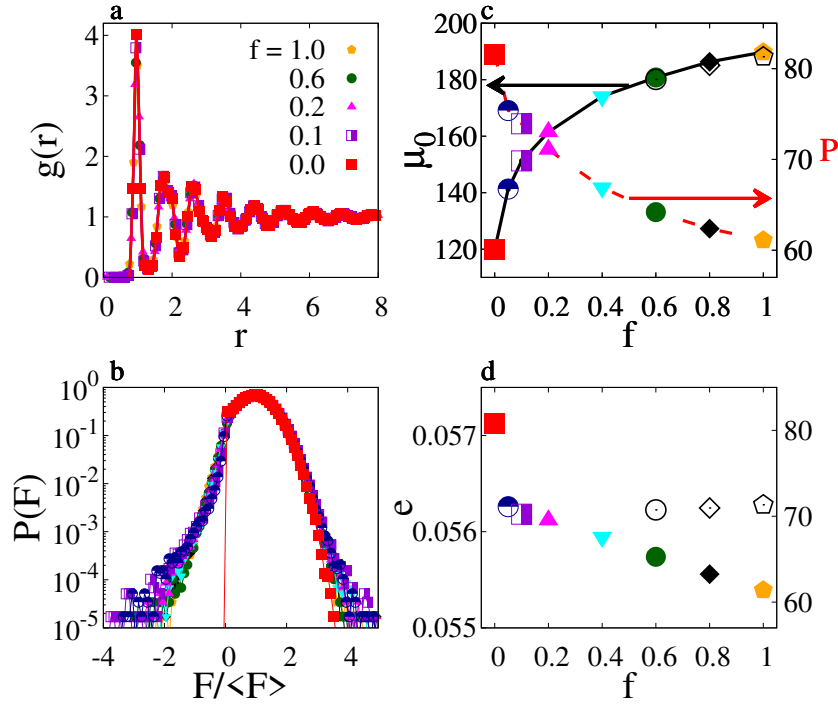 a
g(r)
4
3
2
1
0
f = 1.0
0.6
0.2
0.1
0.0
0 2 4 6 8
r
c
μ0
200
180
160
140
120
80
70
60
P
0 0.2 0.4 0.6 0.8 1
f
b
P(F)
10^0
10^-1
10^-2
10^-3
10^-4
10^-5
-4 -2 0 2 4
F/<F>
d
e
0.057
0.056
0.055
80
70
60
0 0.2 0.4 0.6 0.8 1
f